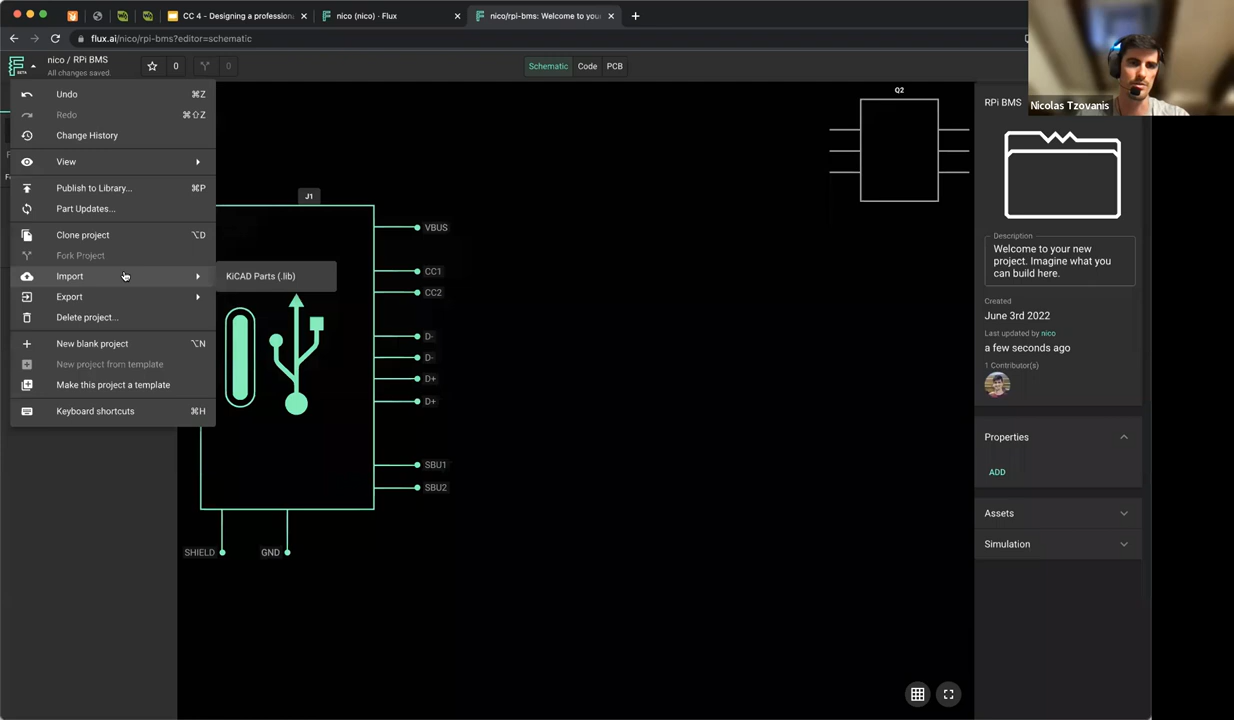 CC 4 - Designing a profession
nico (nico) · Flux
nico/rpi-bms: Welcome to you
flux.ai/nico/rpi-bms?editor=schematic
BETA
nico / RPi BMS
All changes saved
0
0
Schematic
Code
PCB
Nicolas Tzovanis
Undo ⌘Z
Redo ⌘⇧Z
Change History
View
Publish to Library... ⌘P
Part Updates...
Clone project ⌥D
Fork Project
Import
KiCAD Parts (.lib)
Export
Delete project...
New blank project ⌥N
New project from template
Make this project a template
Keyboard shortcuts ⌘H
J1
VBUS
CC1
CC2
D-
D-
D+
D+
SBU1
SBU2
SHIELD
GND
Q2
RPi BMS
Description
Welcome to your new
project. Imagine what you
can build here.
Created
June 3rd 2022
Last updated by nico
a few seconds ago
1 Contributor(s)
Properties
ADD
Assets
Simulation